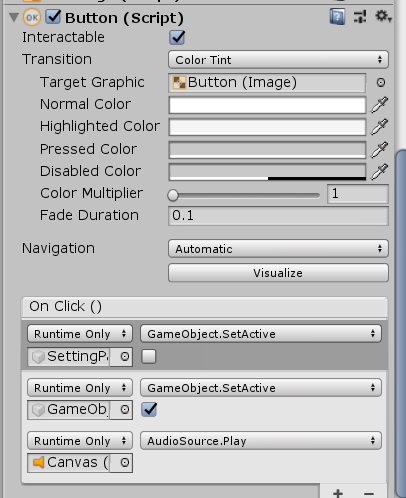 OK Button (Script)
Interactable
Transition Color Tint
Target Graphic Button (Image)
Normal Color
Highlighted Color
Pressed Color
Disabled Color
Color Multiplier 1
Fade Duration 0.1
Navigation Automatic
Visualize
On Click ()
Runtime Only GameObject.SetActive
SettingPa
Runtime Only GameObject.SetActive
GameObj
Runtime Only AudioSource.Play
Canvas (
+ −